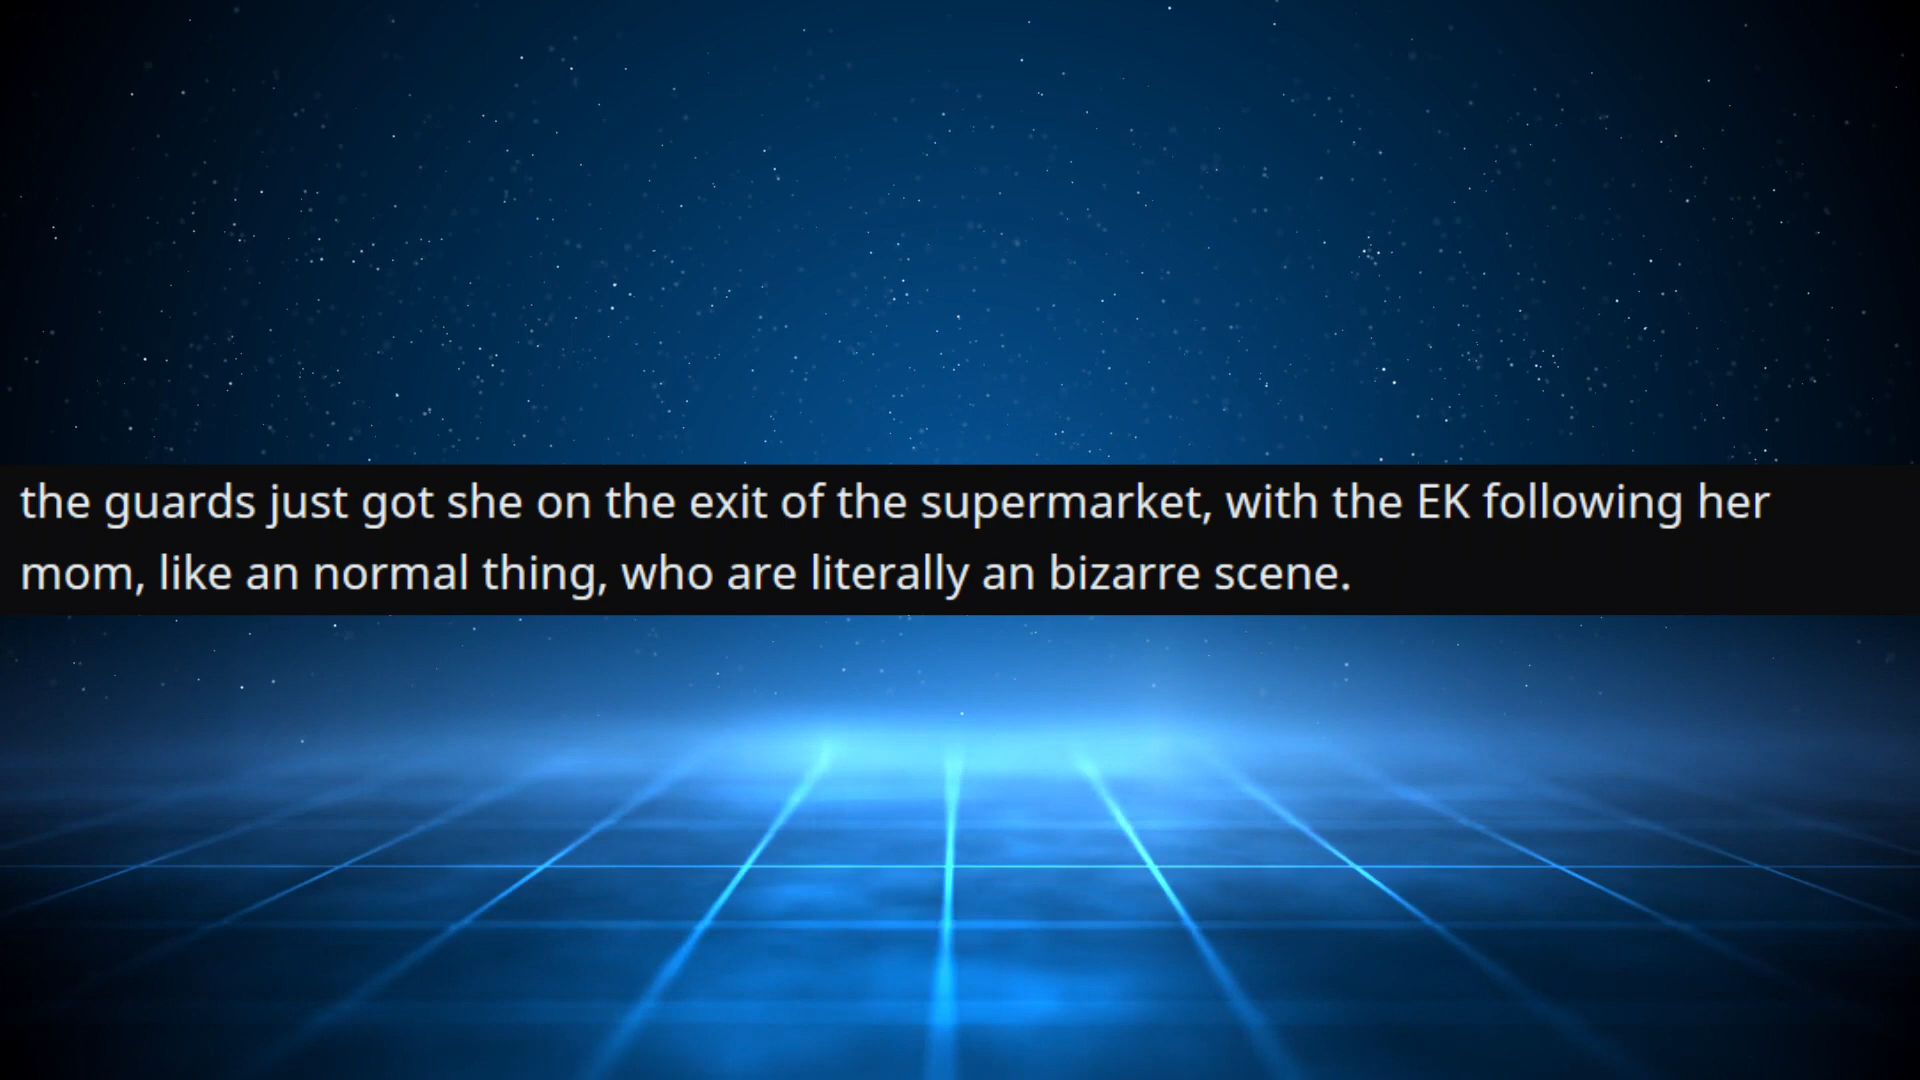 the guards just got she on the exit of the supermarket, with the EK following her
mom, like an normal thing, who are literally an bizarre scene.